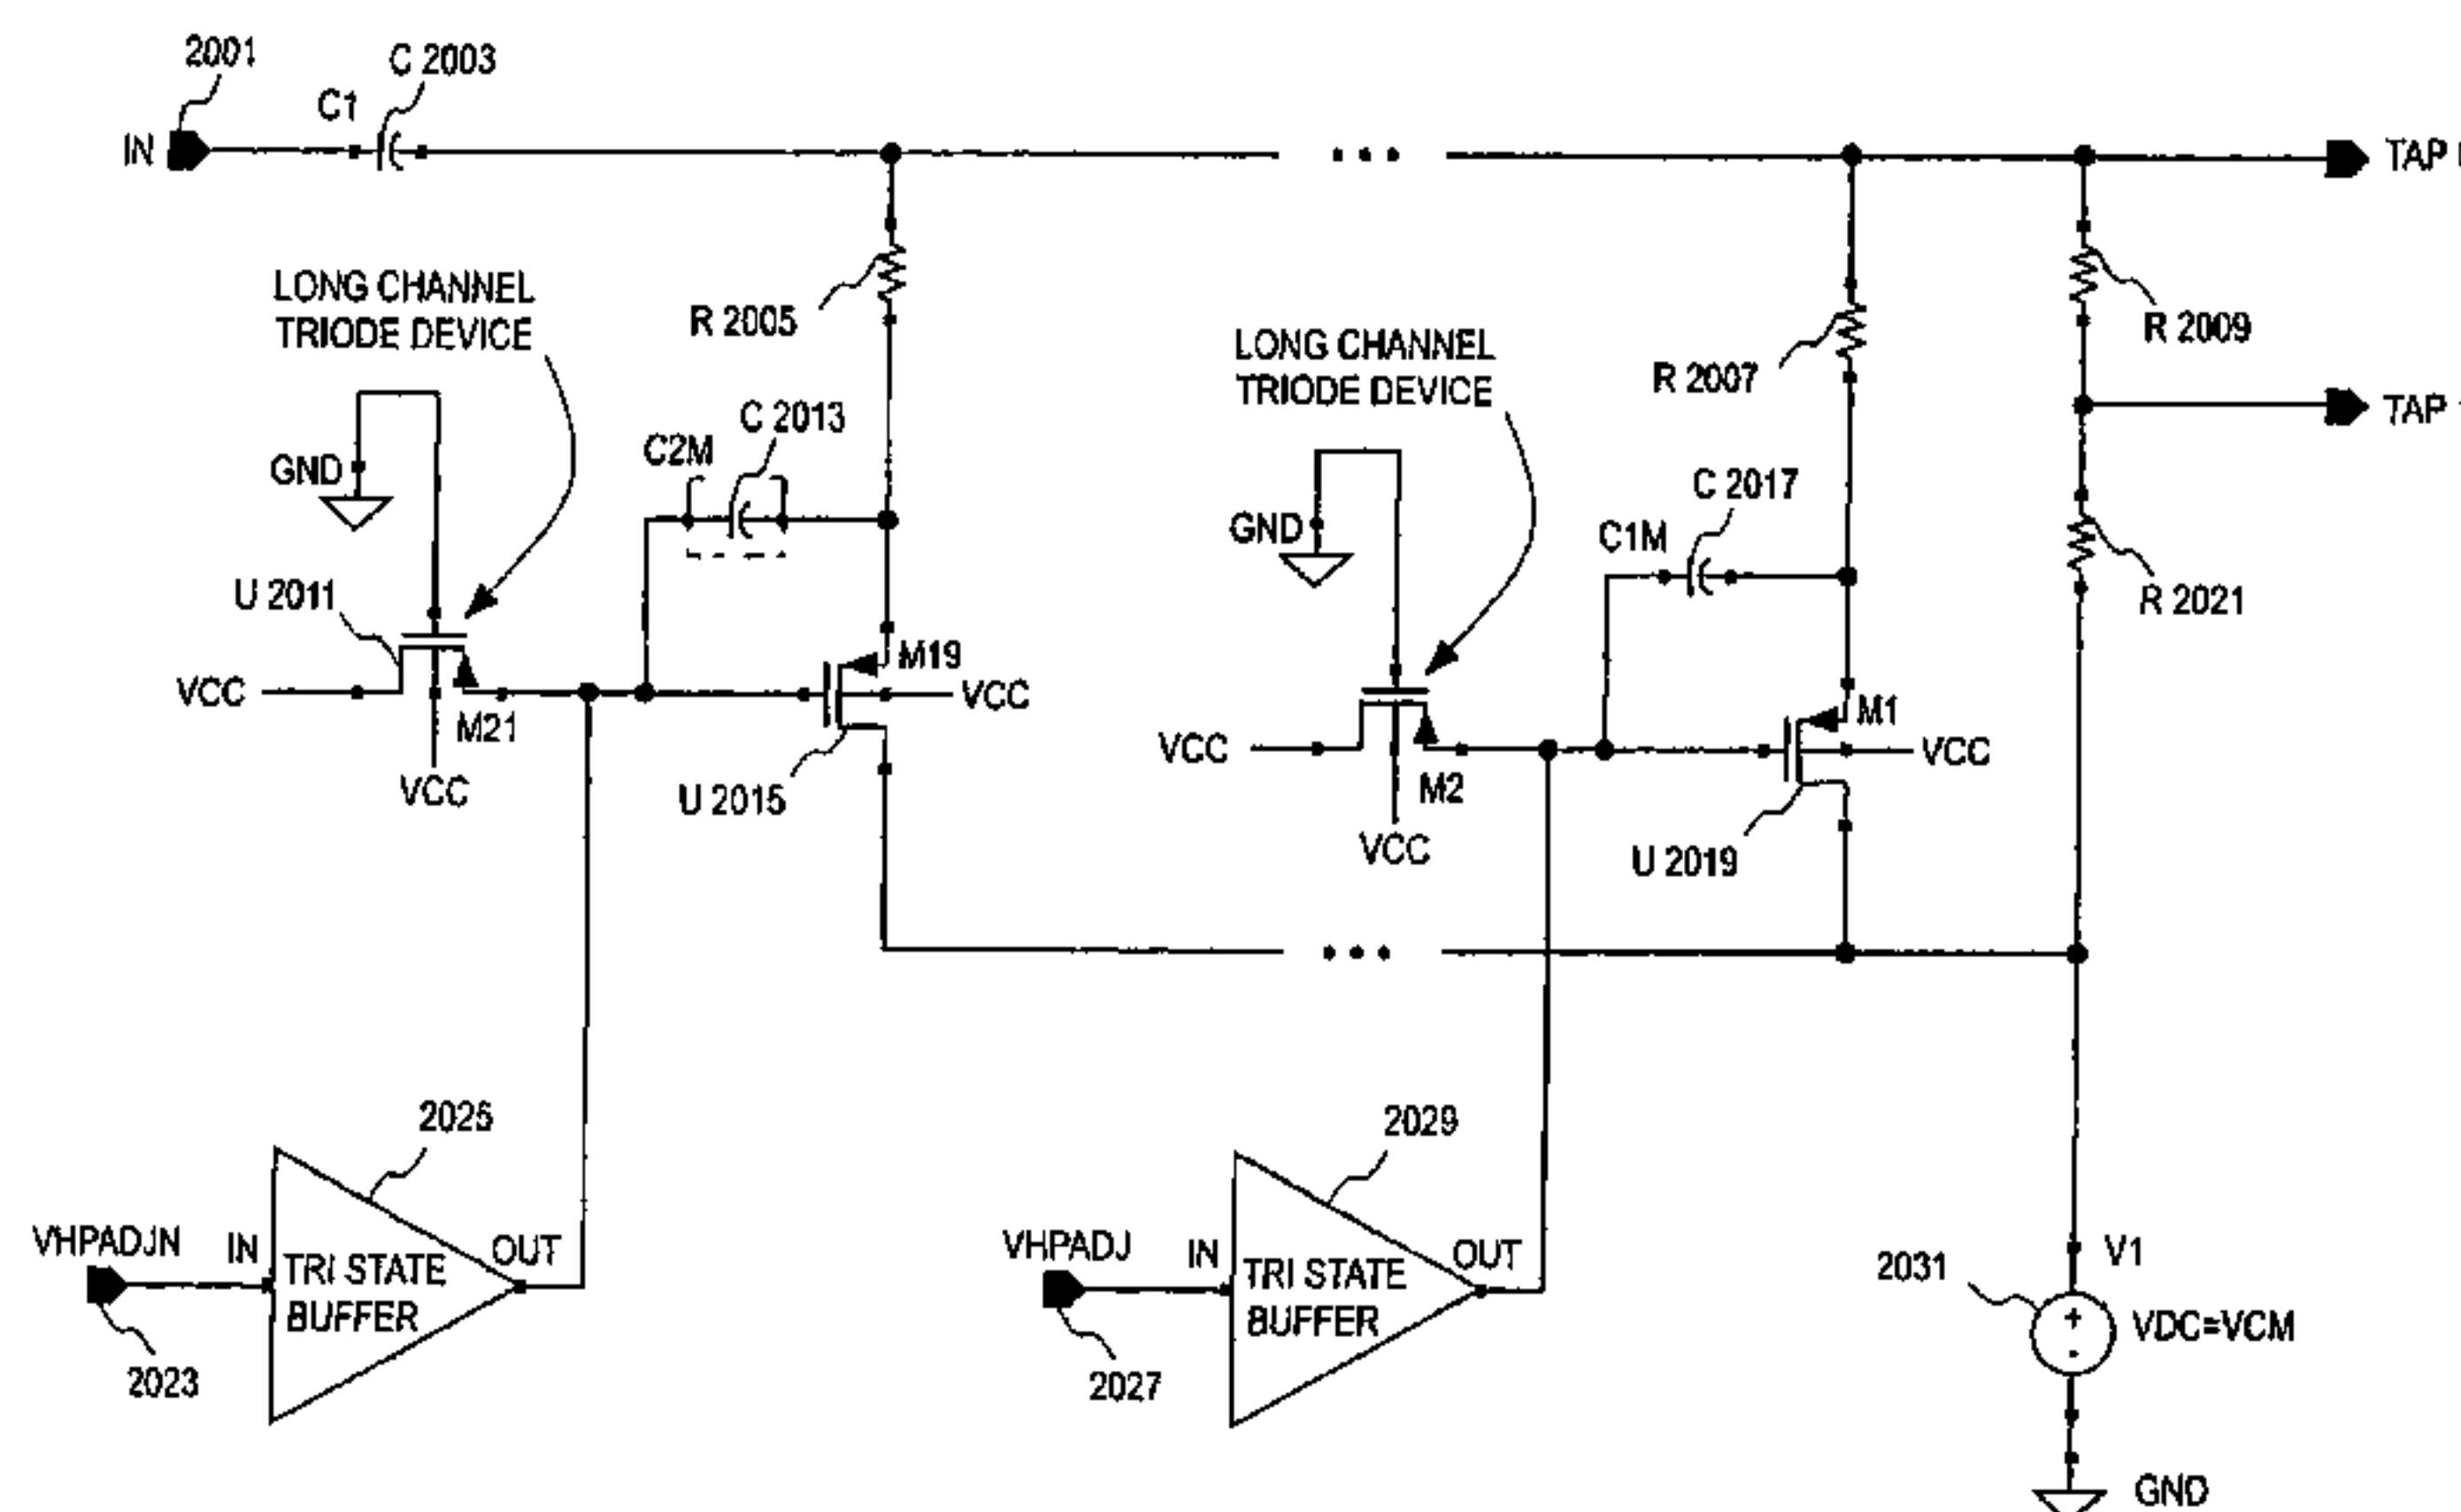 2001
C 2003
C1
IN
TAP
LONG CHANNEL
TRIODE DEVICE
R 2005
LONG CHANNEL
TRIODE DEVICE
R 2007
R 2009
TAP
C 2013
C2M
GND
C 2017
C1M
GND
U 2011
R 2021
M19
VCC
VCC
M21
M1
VCC
VCC
M2
VCC
U 2015
VCC
U 2019
2025
2029
VHPADJN
IN
OUT
TRI STATE
BUFFER
2023
VHPADJ
IN
OUT
TRI STATE
BUFFER
2027
V1
2031
+
-
VDC=VCM
GND